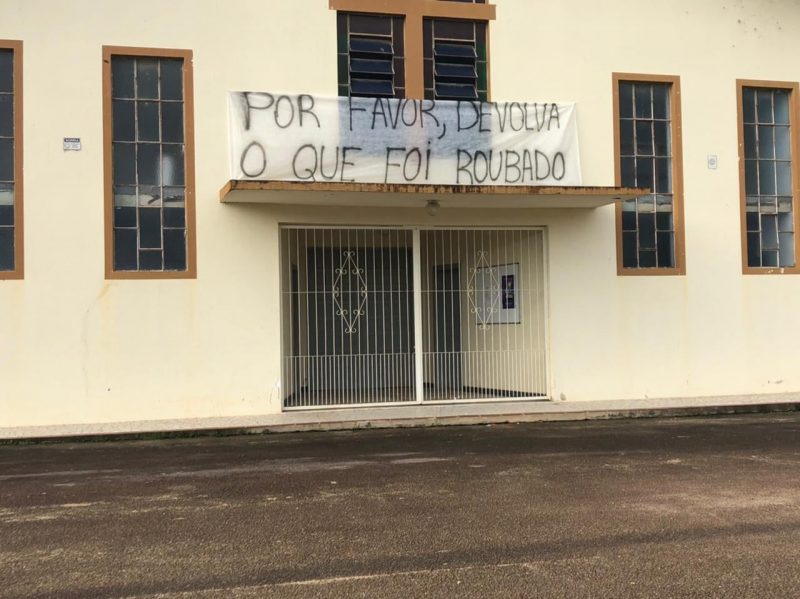 POR FAVOR, DEVOLVA
O QUE FOi ROUBADO